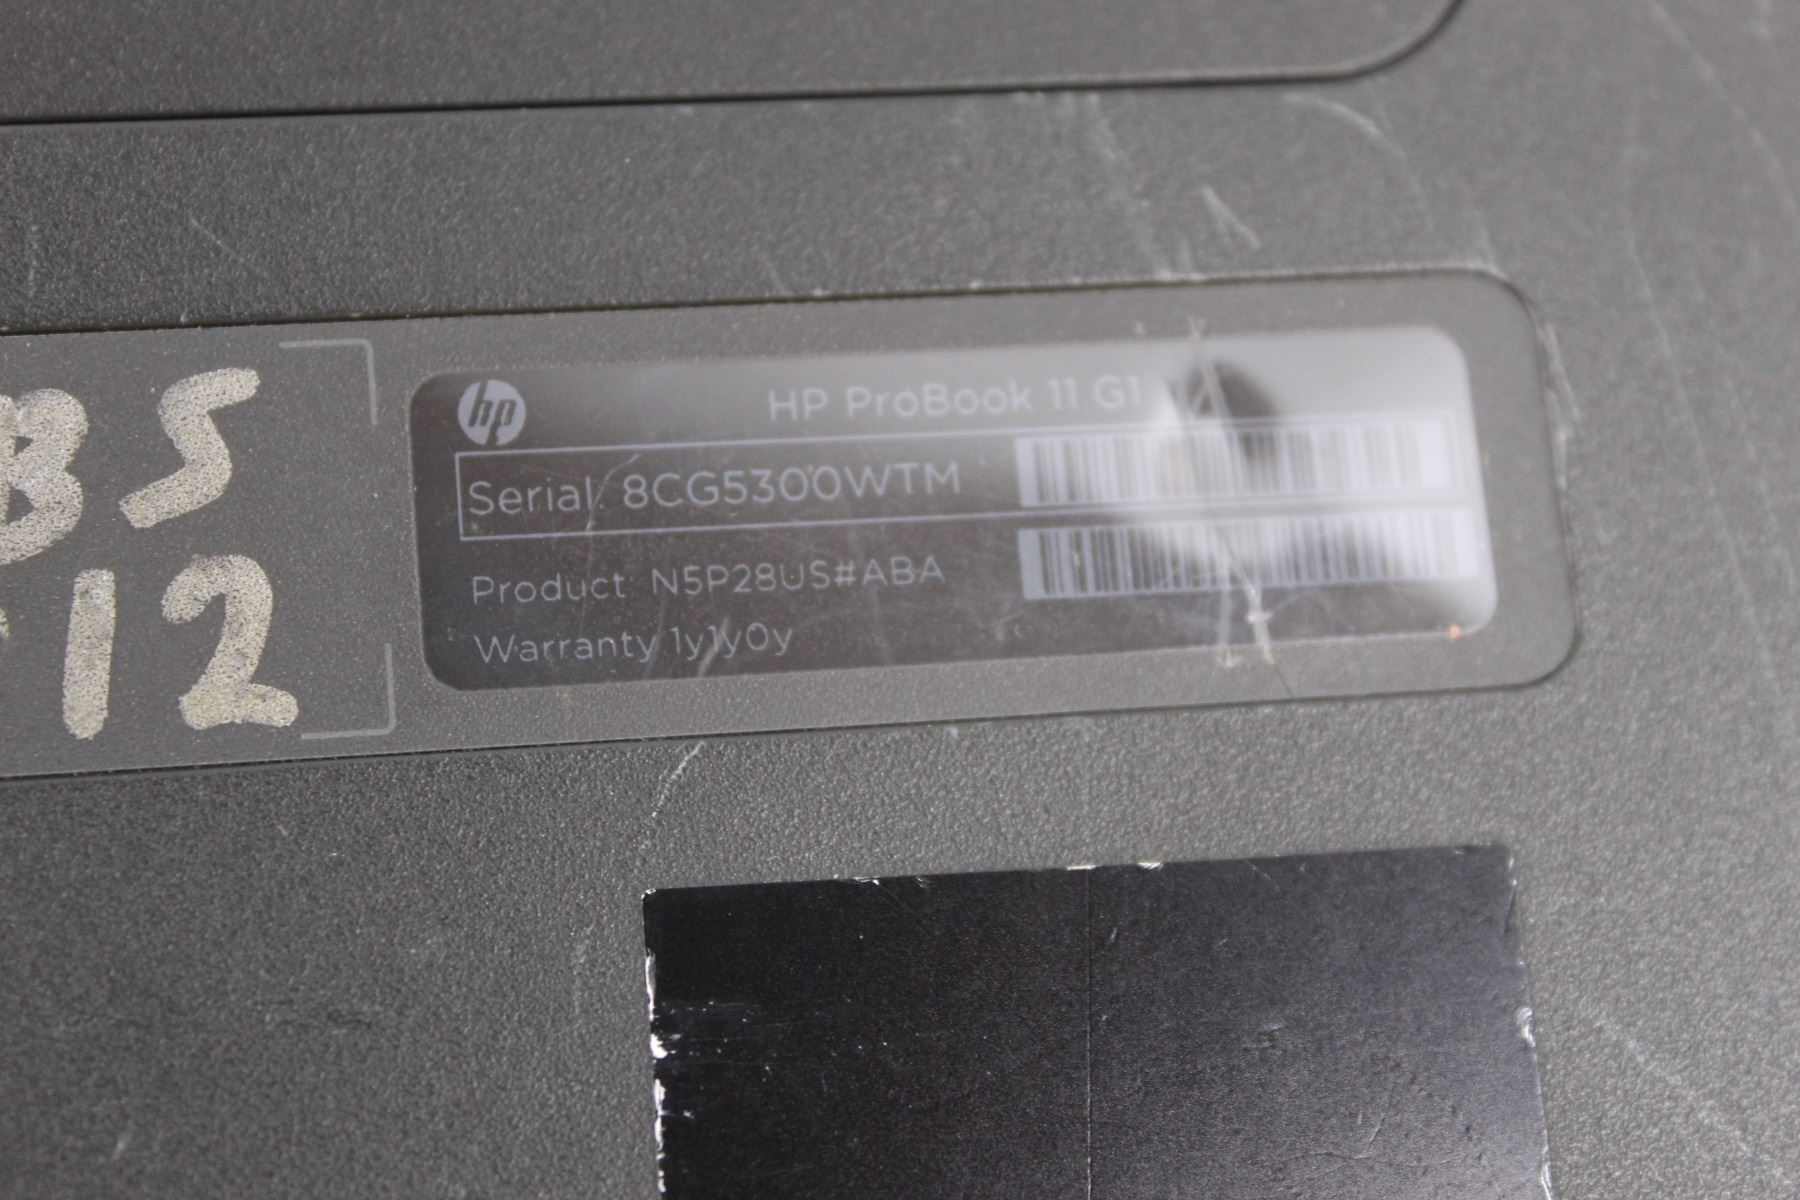 BS
12
hp
HP ProBook 11 G1
Serial: 8CG5300WTM
Product: N5P28US#ABA
Warranty 1y1y0y